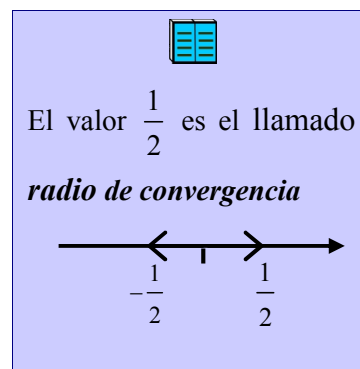 El valor 1/2 es el llamado
radio de convergencia
-1/2 1/2